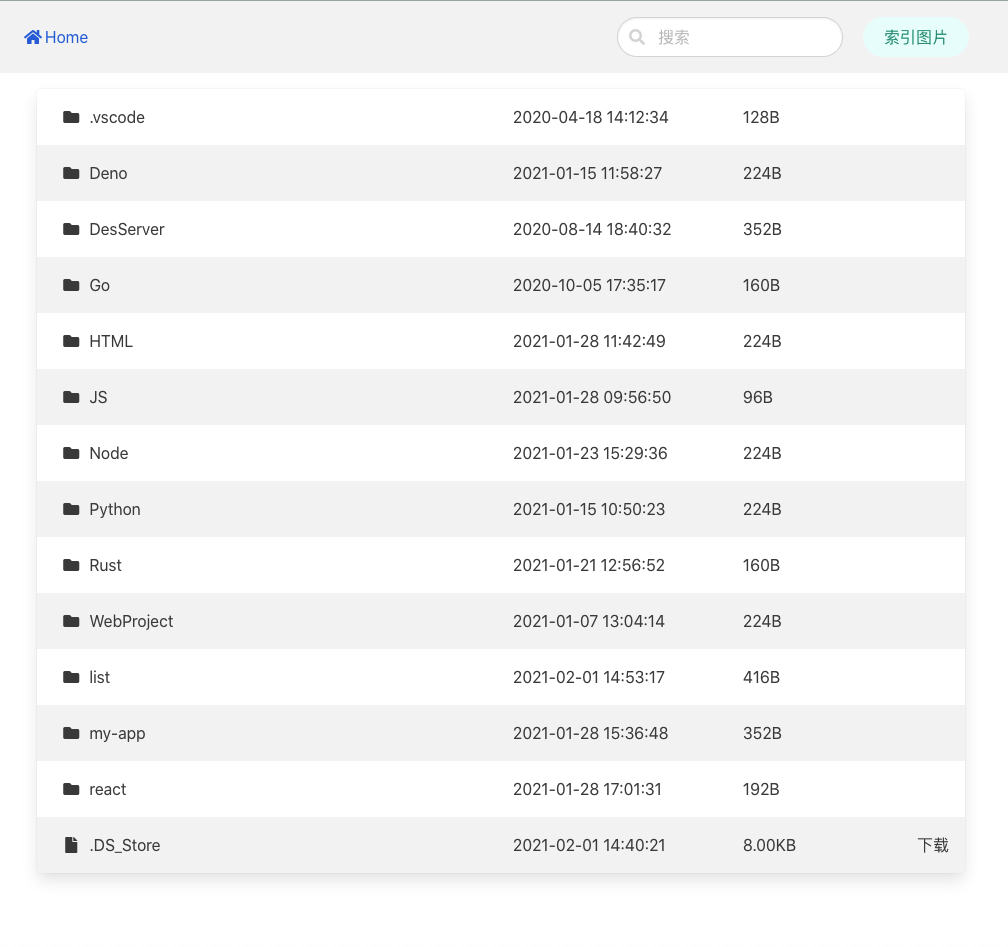 Home 搜索 索引图片
.vscode 2020-04-18 14:12:34 128B
Deno 2021-01-15 11:58:27 224B
DesServer 2020-08-14 18:40:32 352B
Go 2020-10-05 17:35:17 160B
HTML 2021-01-28 11:42:49 224B
JS 2021-01-28 09:56:50 96B
Node 2021-01-23 15:29:36 224B
Python 2021-01-15 10:50:23 224B
Rust 2021-01-21 12:56:52 160B
WebProject 2021-01-07 13:04:14 224B
list 2021-02-01 14:53:17 416B
my-app 2021-01-28 15:36:48 352B
react 2021-01-28 17:01:31 192B
.DS_Store 2021-02-01 14:40:21 8.00KB 下载